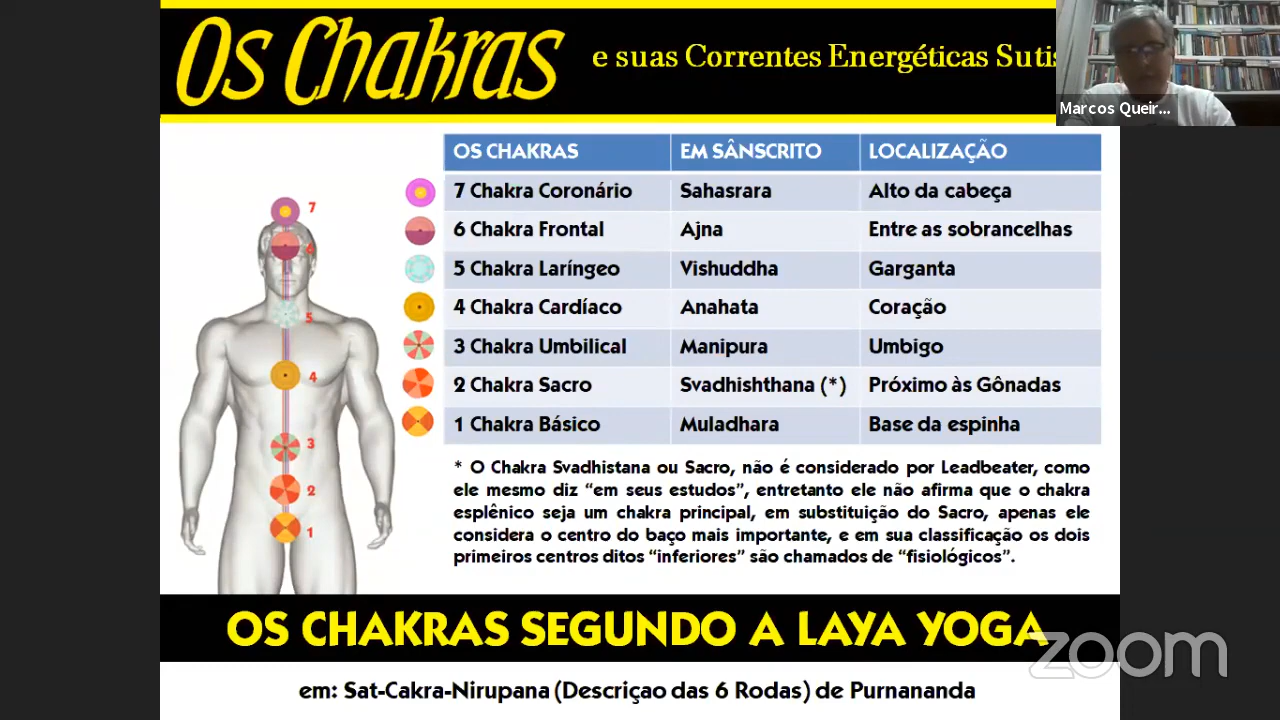 Os Chakras e suas Correntes Energéticas Sutis
Marcos Queir...
OS CHAKRAS EM SÂNSCRITO LOCALIZAÇÃO
7 Chakra Coronário Sahasrara Alto da cabeça
6 Chakra Frontal Ajna Entre as sobrancelhas
5 Chakra Laríngeo Vishuddha Garganta
4 Chakra Cardíaco Anahata Coração
3 Chakra Umbilical Manipura Umbigo
2 Chakra Sacro Svadhishthana (*) Próximo às Gônadas
1 Chakra Básico Muladhara Base da espinha
7
6
5
4
3
2
1
* O Chakra Svadhistana ou Sacro, não é considerado por Leadbeater, como
ele mesmo diz “em seus estudos”, entretanto ele não afirma que o chakra
esplênico seja um chakra principal, em substituição do Sacro, apenas ele
considera o centro do baço mais importante, e em sua classificação os dois
primeiros centros ditos “inferiores” são chamados de “fisiológicos”.
OS CHAKRAS SEGUNDO A LAYA YOGA
zoom
em: Sat-Cakra-Nirupana (Descriçao das 6 Rodas) de Purnananda